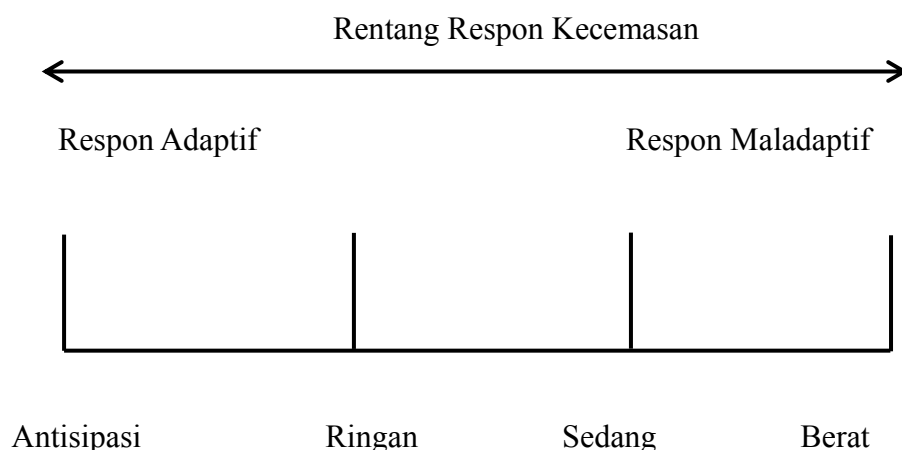 Rentang Respon Kecemasan
Respon Adaptif Respon Maladaptif
Antisipasi Ringan Sedang Berat